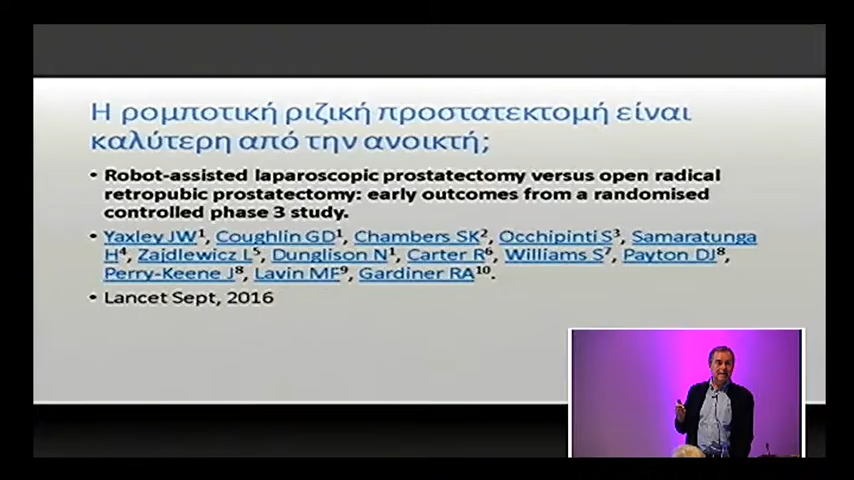 Η ρομποτική ριζική προστατεκτομή είναι
καλύτερη από την ανοικτή;
• Robot-assisted laparoscopic prostatectomy versus open radical
retropubic prostatectomy: early outcomes from a randomised
controlled phase 3 study.
• Yaxley JW¹, Coughlin GD¹, Chambers SK², Occhipinti S³, Samaratunga
H⁴, Zajdlewicz L⁵, Dunglison N¹, Carter R⁶, Williams S⁷, Payton DJ⁸,
Perry-Keene J⁸, Lavin MF⁹, Gardiner RA¹⁰.
• Lancet Sept, 2016